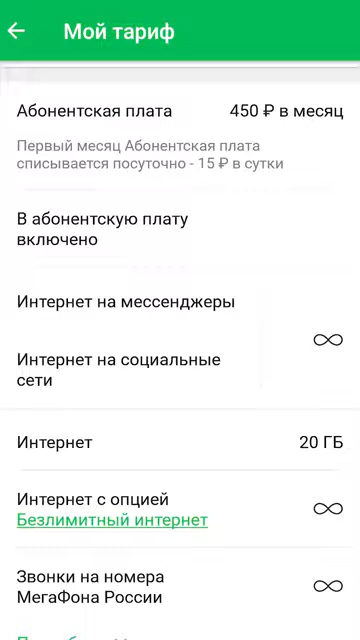 Мой тариф
Абонентская плата 450 ₽ в месяц
Первый месяц Абонентская плата
списывается посуточно - 15 ₽ в сутки
В абонентскую плату
включено
Интернет на мессенджеры
∞
Интернет на социальные
сети
Интернет 20 ГБ
Интернет с опцией
Безлимитный интернет ∞
Звонки на номера
МегаФона России ∞